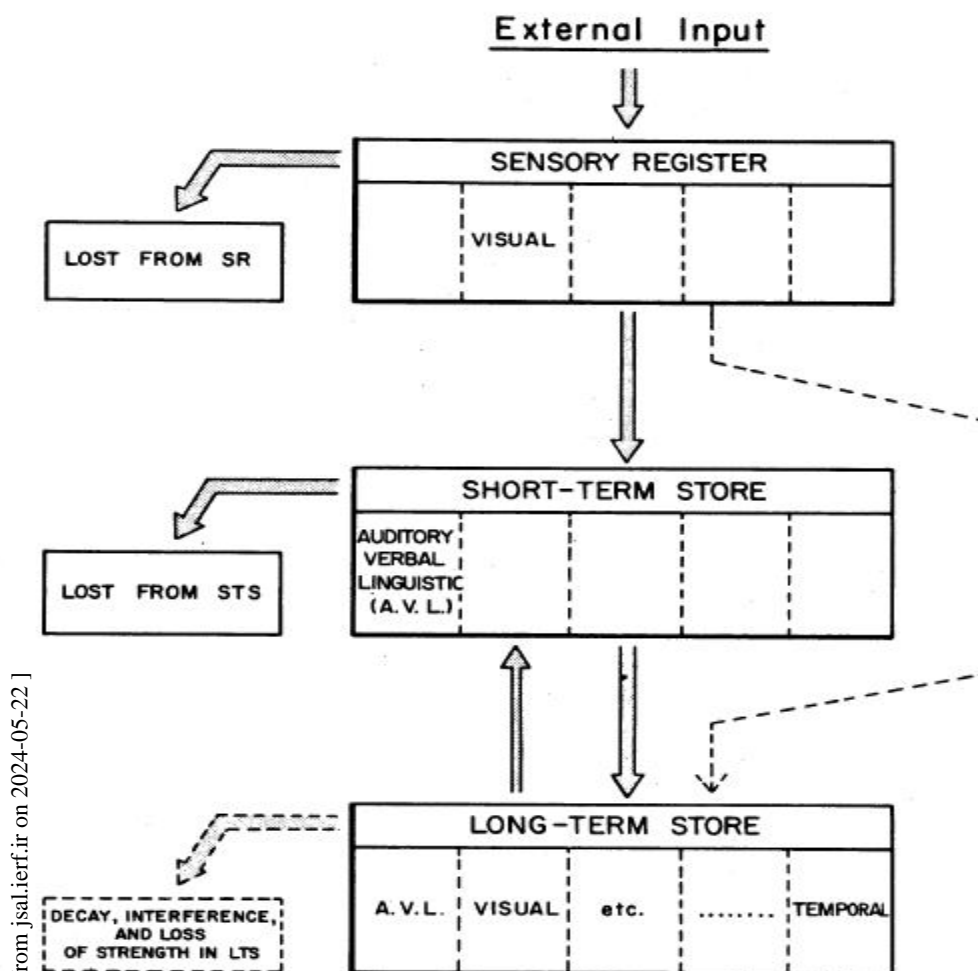 External Input
SENSORY REGISTER
VISUAL
LOST FROM SR
SHORT-TERM STORE
AUDITORY
VERBAL
LINGUISTIC
(A. V. L.)
LOST FROM STS
LONG-TERM STORE
A.V.L. VISUAL etc. ........ TEMPORAL
DECAY, INTERFERENCE,
AND LOSS
OF STRENGTH IN LTS
rom jsal.ierf.ir on 2024-05-22 ]